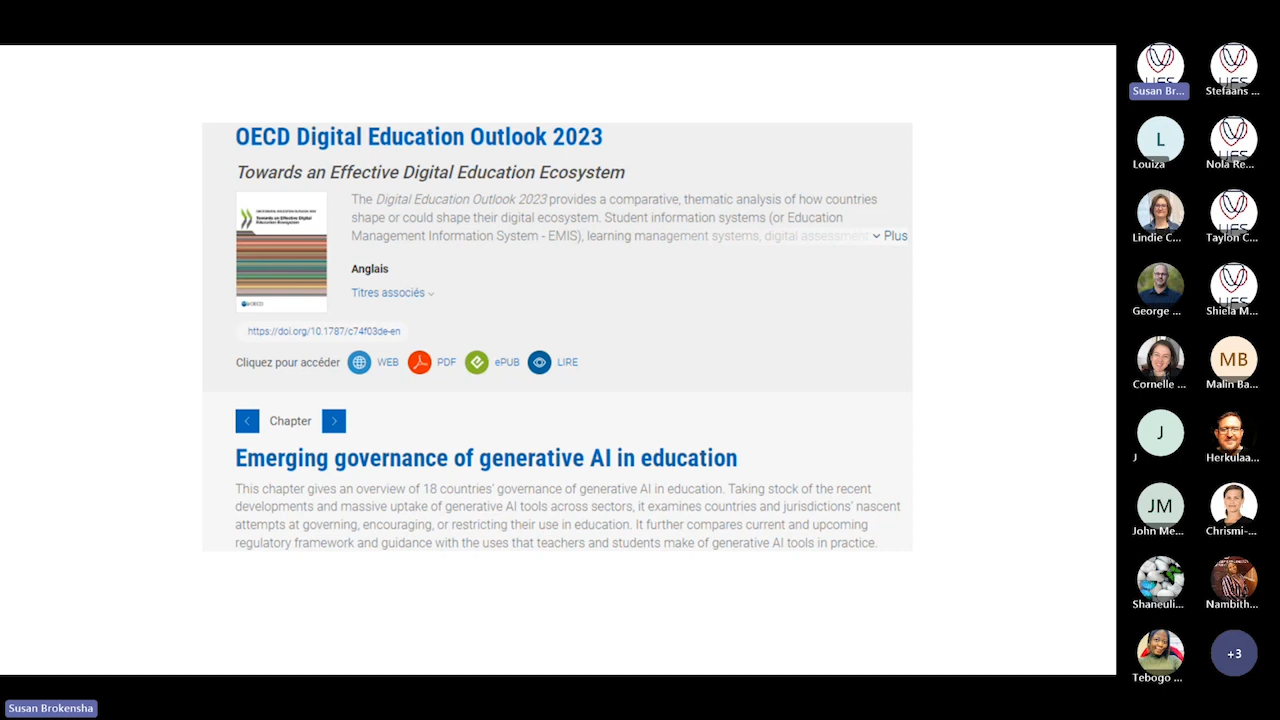 OECD Digital Education Outlook 2023
Towards an Effective Digital Education Ecosystem
The Digital Education Outlook 2023 provides a comparative, thematic analysis of how countries
shape or could shape their digital ecosystem. Student information systems (or Education
Management Information System - EMIS), learning management systems, digital assessment
Plus
Anglais
Titres associés
https://doi.org/10.1787/c74f03de-en
Cliquez pour accéder WEB PDF ePUB LIRE
Chapter
Emerging governance of generative AI in education
This chapter gives an overview of 18 countries' governance of generative AI in education. Taking stock of the recent
developments and massive uptake of generative AI tools across sectors, it examines countries and jurisdictions' nascent
attempts at governing, encouraging, or restricting their use in education. It further compares current and upcoming
regulatory framework and guidance with the uses that teachers and students make of generative AI tools in practice.
Susan Br... Stefaans ...
L
Louiza Nola Re...
Lindie C... Taylon C...
George ... Shiela M...
MB
Cornelle ... Malin Ba...
J
J Herkulaa...
JM
John Me... Chrismi-...
Shaneuli... Nambith...
+3
Tebogo ...
Susan Brokensha